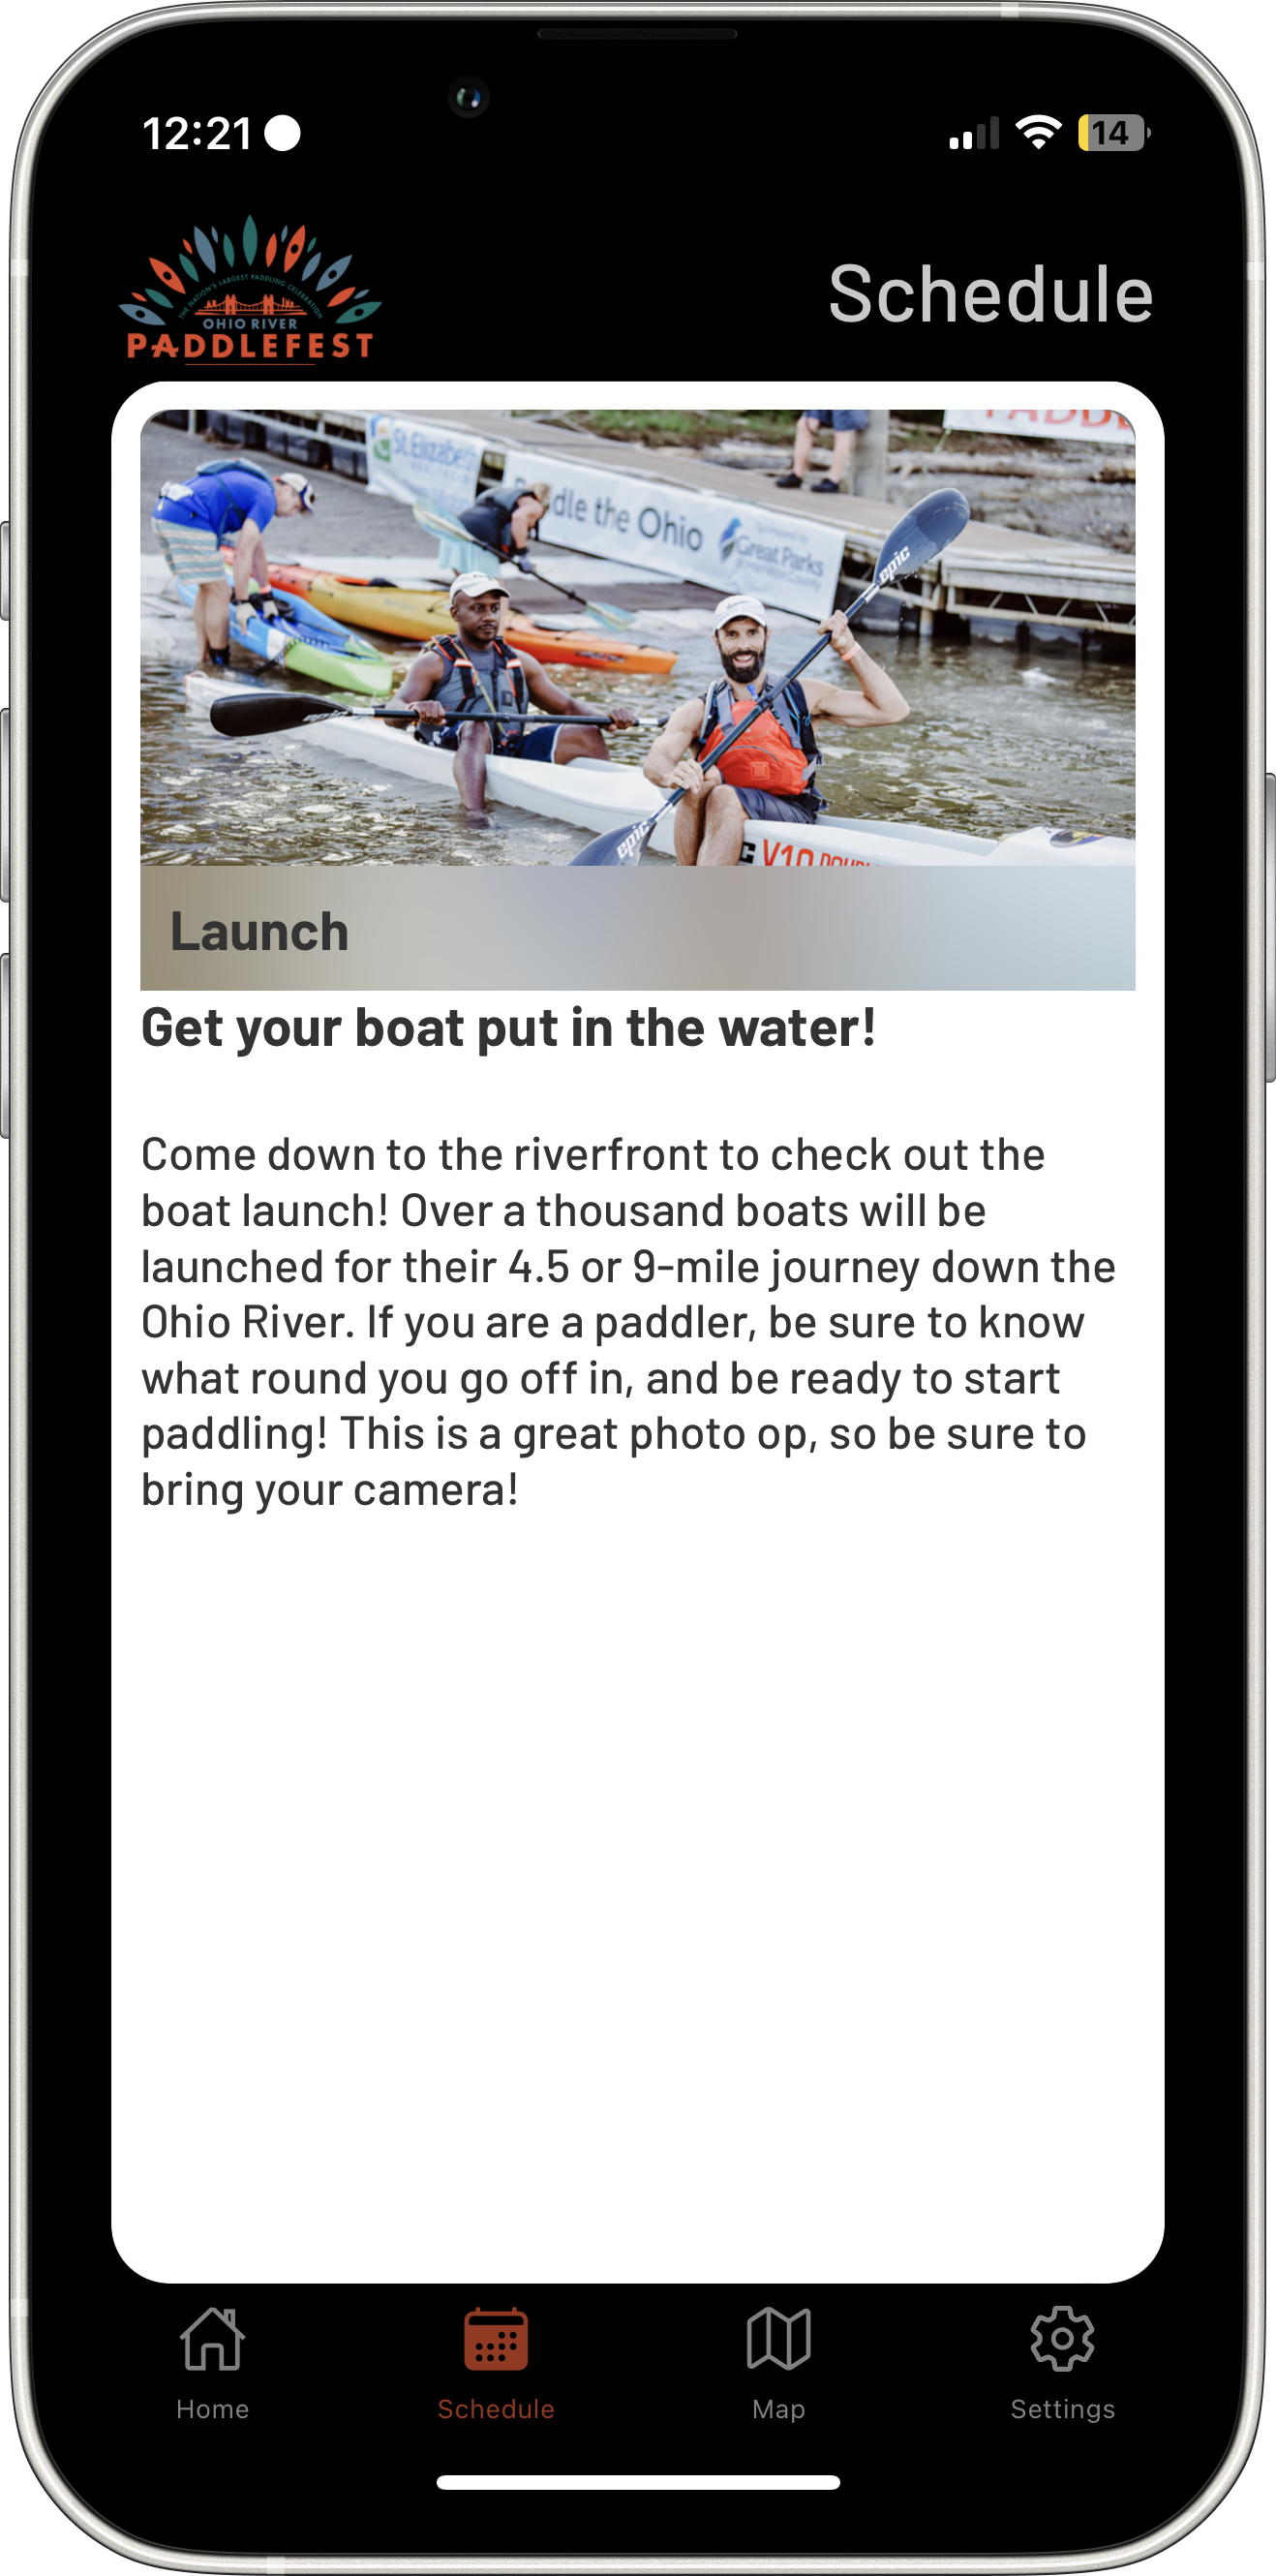 12:21
14
THE NATION'S LARGEST PADDLING CELEBRATION
OHIO RIVER
PADDLEFEST
Schedule
St. Elizabeth
dle the Ohio
Great Parks
epic
epic
V10
Launch
Get your boat put in the water!
Come down to the riverfront to check out the
boat launch! Over a thousand boats will be
launched for their 4.5 or 9-mile journey down the
Ohio River. If you are a paddler, be sure to know
what round you go off in, and be ready to start
paddling! This is a great photo op, so be sure to
bring your camera!
Home
Schedule
Map
Settings